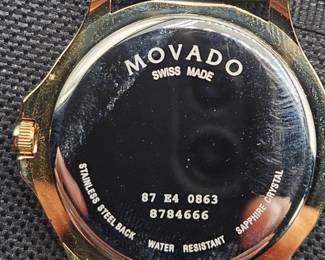 MOVADO
SWISS MADE
87 E4 0863
8784666
STAINLESS STEEL BACK WATER RESISTANT SAPPHIRE CRYSTAL